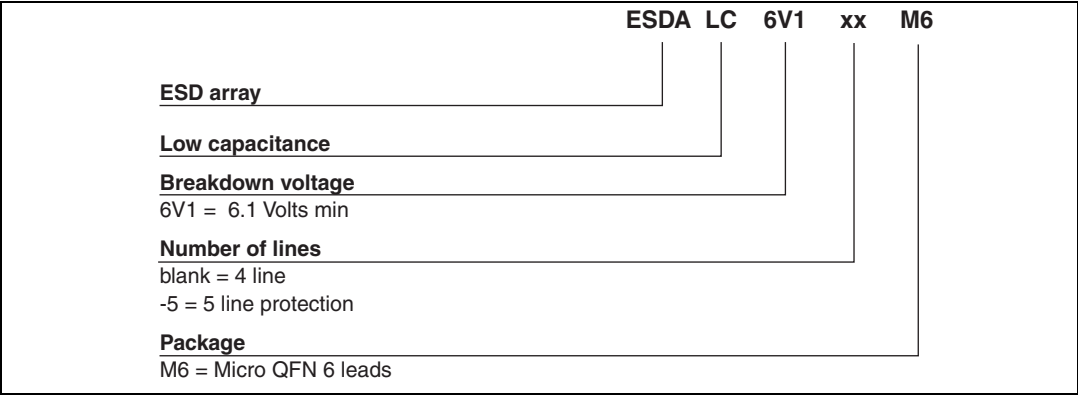 ESDA LC 6V1 xx M6
ESD array
Low capacitance
Breakdown voltage
6V1 = 6.1 Volts min
Number of lines
blank = 4 line
-5 = 5 line protection
Package
M6 = Micro QFN 6 leads